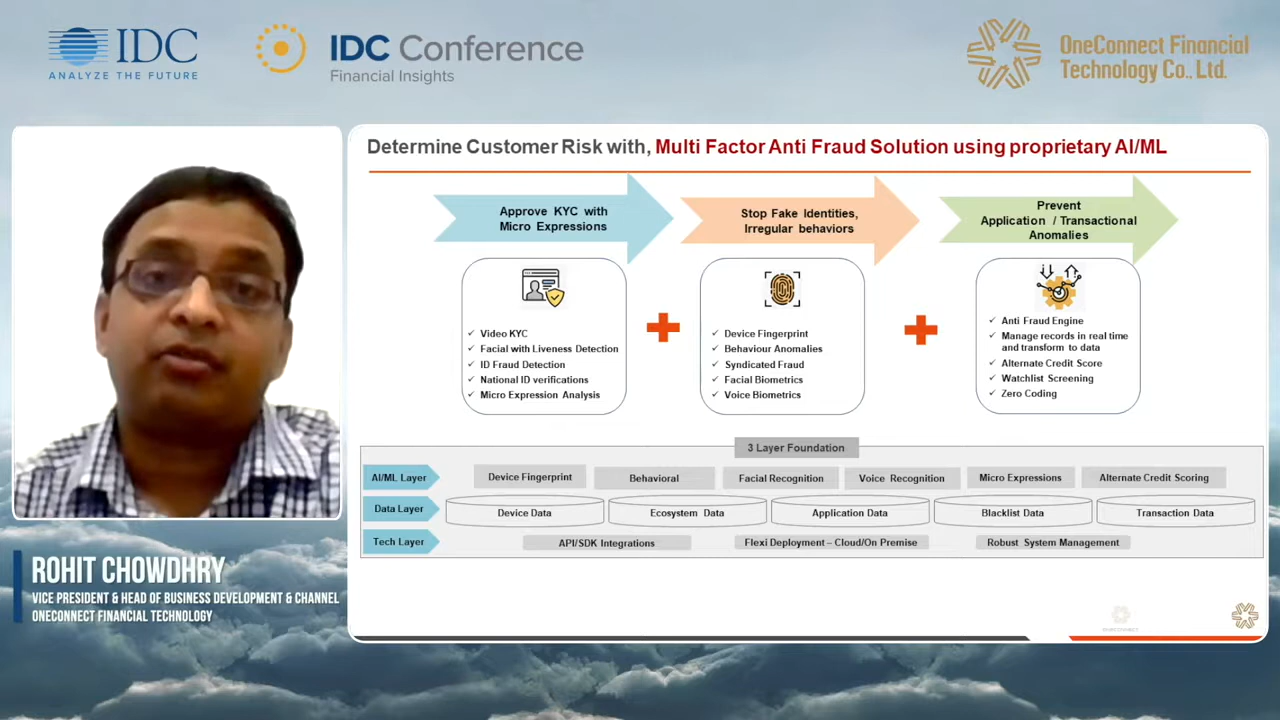 IDC
ANALYZE THE FUTURE
IDC Conference
Financial Insights
OneConnect Financial
Technology Co., Ltd.
Determine Customer Risk with, Multi Factor Anti Fraud Solution using proprietary AI/ML
Approve KYC with
Micro Expressions
Stop Fake Identities,
Irregular behaviors
Prevent
Application / Transactional
Anomalies
✓ Video KYC
✓ Facial with Liveness Detection
✓ ID Fraud Detection
✓ National ID verifications
✓ Micro Expression Analysis
✓ Device Fingerprint
✓ Behaviour Anomalies
✓ Syndicated Fraud
✓ Facial Biometrics
✓ Voice Biometrics
✓ Anti Fraud Engine
✓ Manage records in real time
and transform to data
✓ Alternate Credit Score
✓ Watchlist Screening
✓ Zero Coding
3 Layer Foundation
AI/ML Layer
Device Fingerprint
Behavioral
Facial Recognition
Voice Recognition
Micro Expressions
Alternate Credit Scoring
Data Layer
Device Data
Ecosystem Data
Application Data
Blacklist Data
Transaction Data
Tech Layer
API/SDK Integrations
Flexi Deployment – Cloud/On Premise
Robust System Management
ROHIT CHOWDHRY
VICE PRESIDENT & HEAD OF BUSINESS DEVELOPMENT & CHANNEL
ONECONNECT FINANCIAL TECHNOLOGY
ONECONNECT